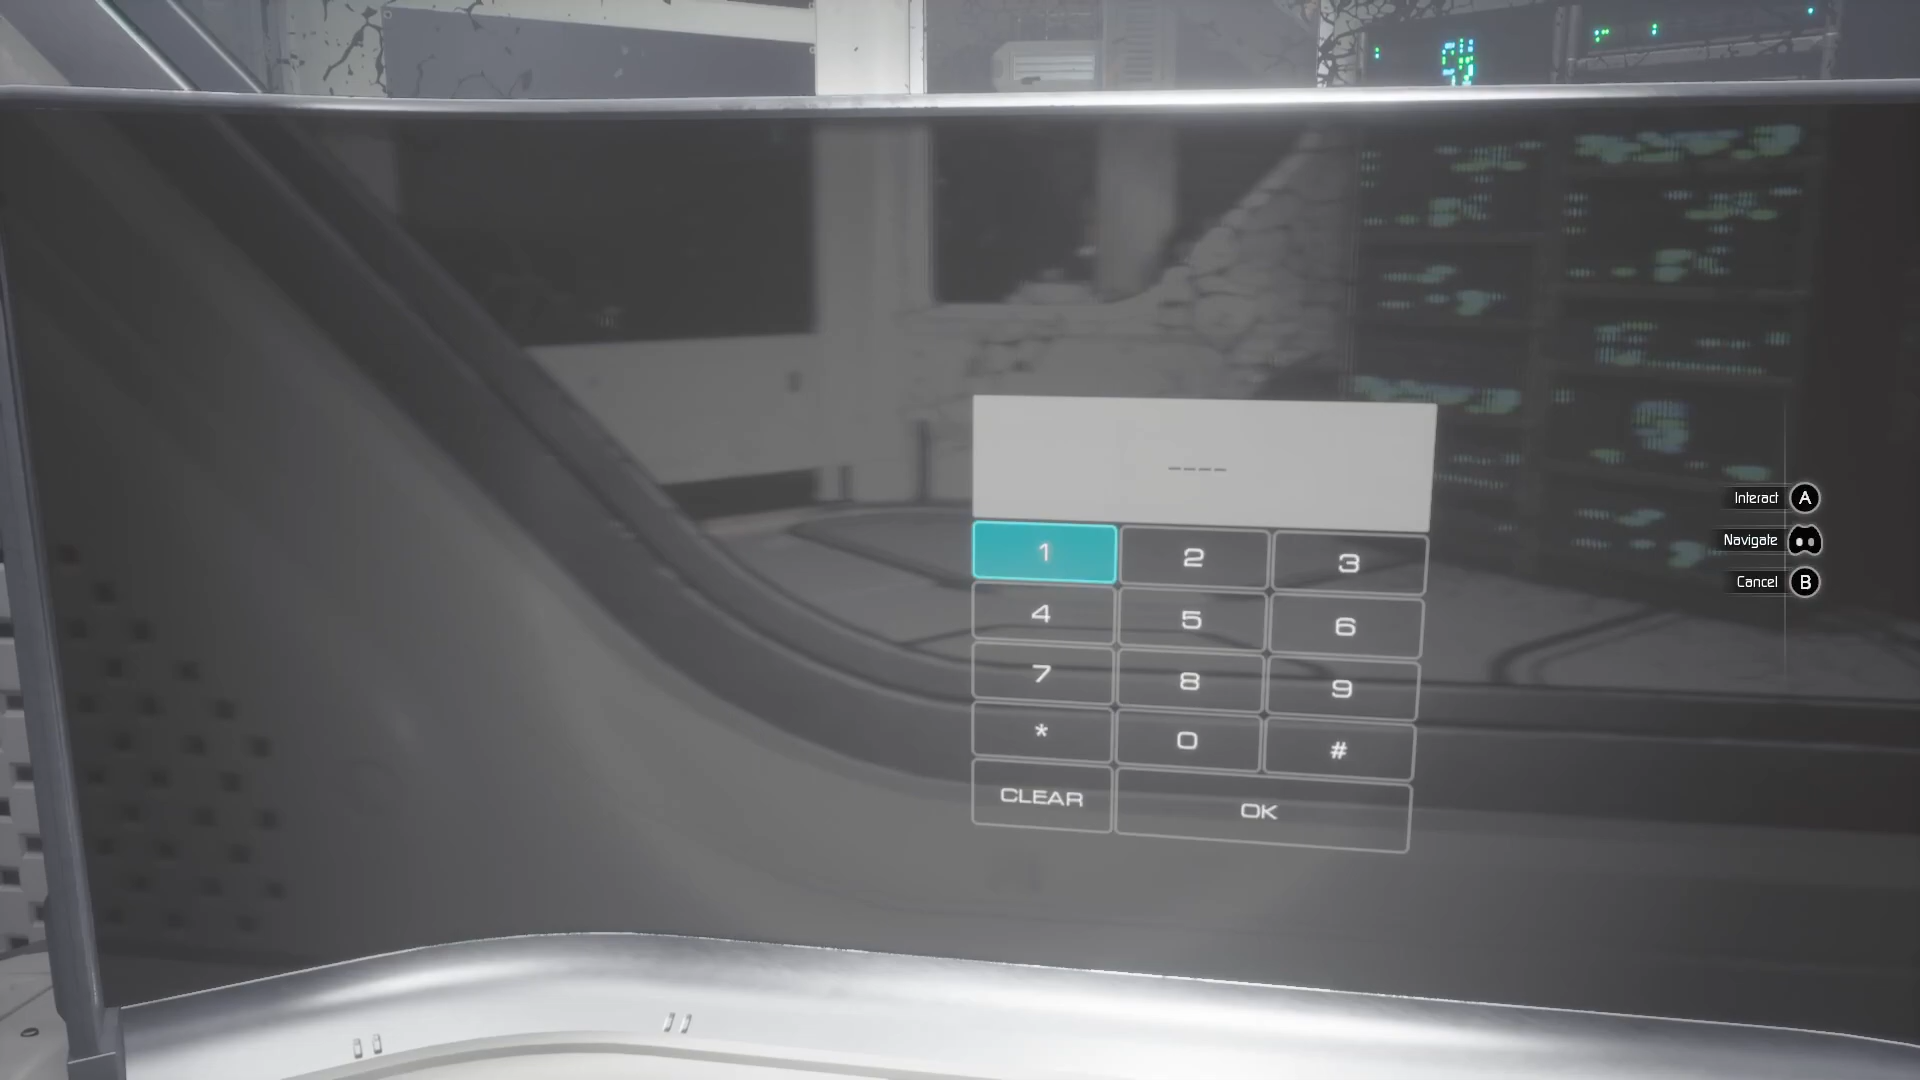 ----
1 2 3
4 5 6
7 8 9
* 0 #
CLEAR OK
Interact A
Navigate
Cancel B